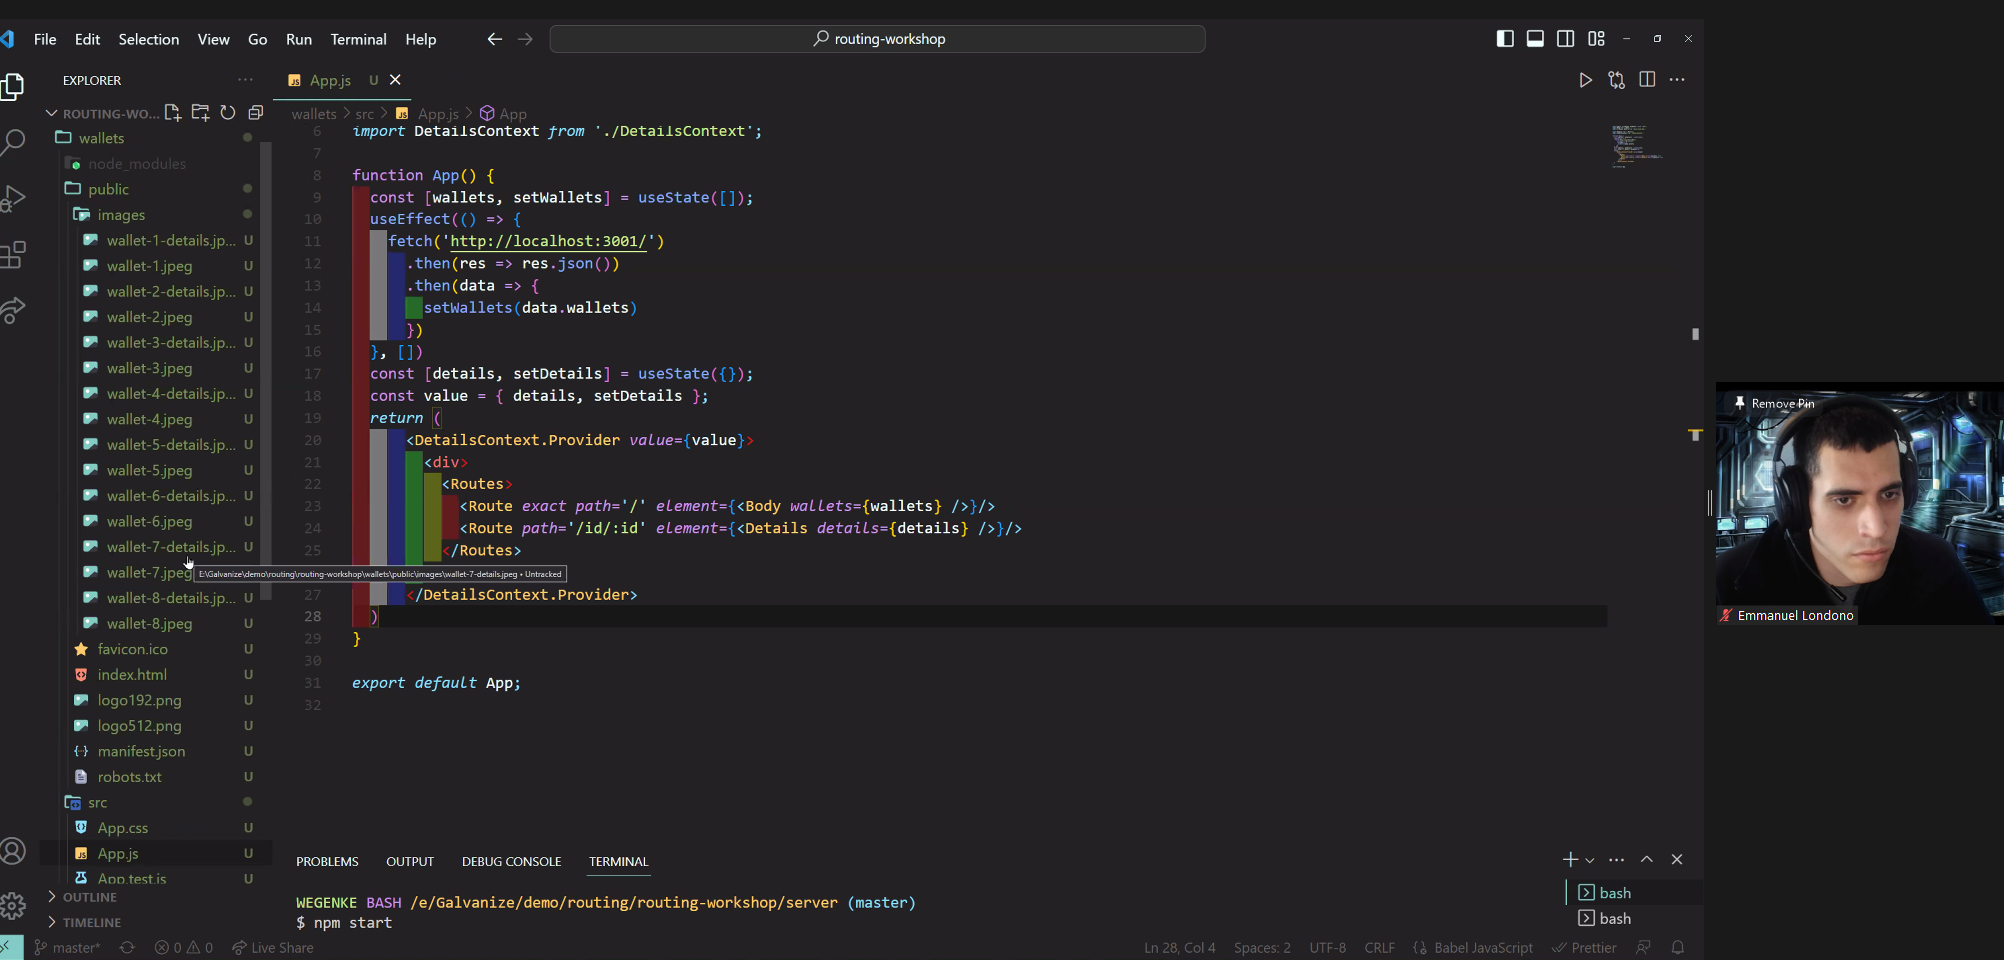 File Edit Selection View Go Run Terminal Help
routing-workshop
EXPLORER
ROUTING-WO...
wallets
node_modules
public
images
wallet-1-details.jp... U
wallet-1.jpeg U
wallet-2-details.jp... U
wallet-2.jpeg U
wallet-3-details.jp... U
wallet-3.jpeg U
wallet-4-details.jp... U
wallet-4.jpeg U
wallet-5-details.jp... U
wallet-5.jpeg U
wallet-6-details.jp... U
wallet-6.jpeg U
wallet-7-details.jp... U
wallet-7.jpeg
wallet-8-details.jp... U
wallet-8.jpeg U
favicon.ico U
index.html U
logo192.png U
logo512.png U
manifest.json U
robots.txt U
src
App.css U
App.js U
App.test.js U
OUTLINE
TIMELINE
App.js U
wallets > src > App.js > App
6 import DetailsContext from './DetailsContext';
7
8 function App() {
9 const [wallets, setWallets] = useState([]);
10 useEffect(() => {
11 fetch('http://localhost:3001/')
12 .then(res => res.json())
13 .then(data => {
14 setWallets(data.wallets)
15 })
16 }, [])
17 const [details, setDetails] = useState({});
18 const value = { details, setDetails };
19 return (
20 <DetailsContext.Provider value={value}>
21 <div>
22 <Routes>
23 <Route exact path='/' element={<Body wallets={wallets} />}/>
24 <Route path='/id/:id' element={<Details details={details} />}/>
25 </Routes>
E:\Galvanize\demo\routing\routing-workshop\wallets\public\images\wallet-7-details.jpeg • Untracked
27 </DetailsContext.Provider>
28 )
29 }
30
31 export default App;
32
PROBLEMS OUTPUT DEBUG CONSOLE TERMINAL
WEGENKE BASH /e/Galvanize/demo/routing/routing-workshop/server (master)
$ npm start
bash
bash
master* 0 0 Live Share
Ln 28, Col 4 Spaces: 2 UTF-8 CRLF Babel JavaScript Prettier
Remove Pin
Emmanuel Londono